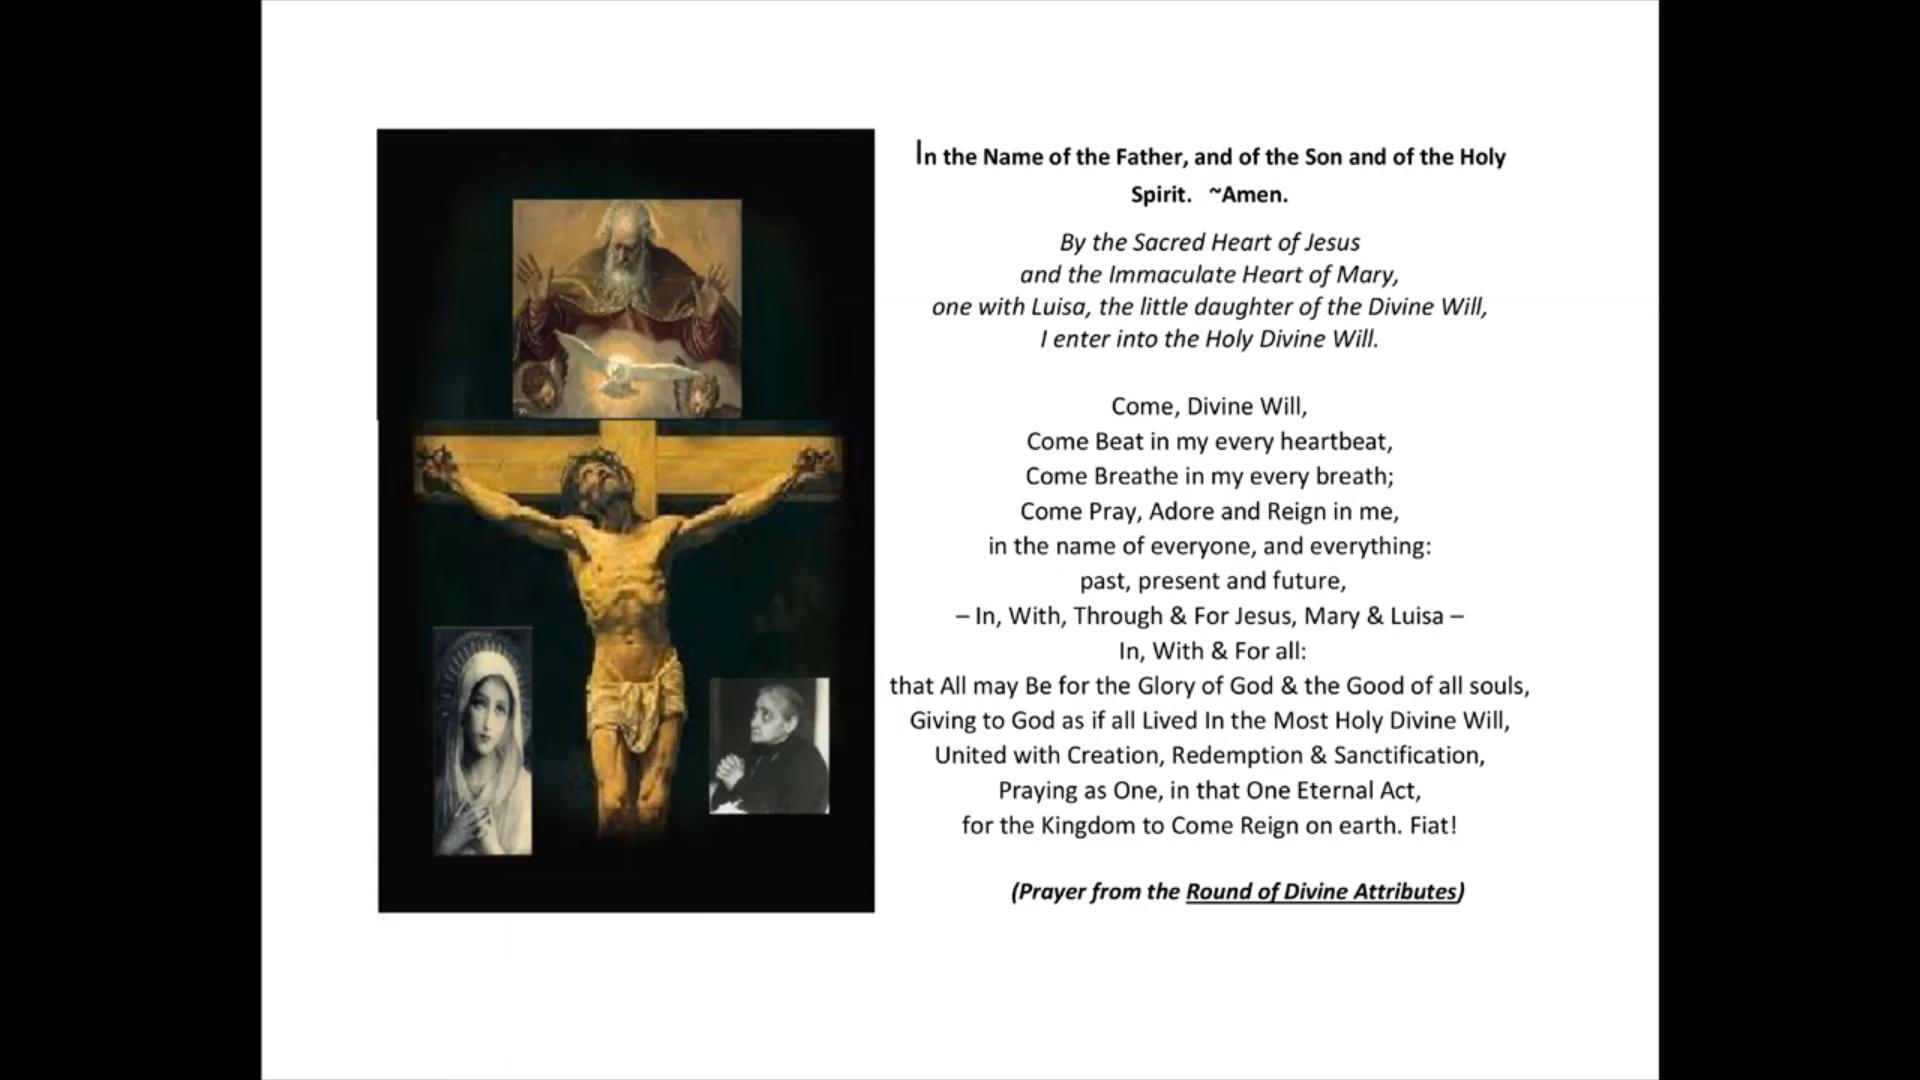 In the Name of the Father, and of the Son and of the Holy
Spirit.   ~Amen.
By the Sacred Heart of Jesus
and the Immaculate Heart of Mary,
one with Luisa, the little daughter of the Divine Will,
I enter into the Holy Divine Will.
Come, Divine Will,
Come Beat in my every heartbeat,
Come Breathe in my every breath;
Come Pray, Adore and Reign in me,
in the name of everyone, and everything:
past, present and future,
– In, With, Through & For Jesus, Mary & Luisa –
In, With & For all:
that All may Be for the Glory of God & the Good of all souls,
Giving to God as if all Lived In the Most Holy Divine Will,
United with Creation, Redemption & Sanctification,
Praying as One, in that One Eternal Act,
for the Kingdom to Come Reign on earth. Fiat!
(Prayer from the Round of Divine Attributes)